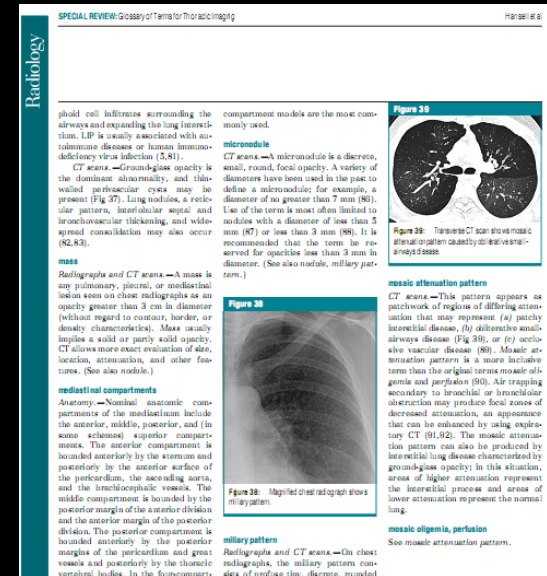 SPECIAL REVIEW: Glossary of Terms for Thoracic Imaging
Hansell et al
Radiology
phoid cell infiltrates surrounding the
airways and expanding the lung intersti-
tium. LIP is usually associated with au-
toimmune diseases or human immuno-
deficiency virus infection (5,81).
CT scans.—Ground-glass opacity is
the dominant abnormality, and thin-
walled perivascular cysts may be
present (Fig 37). Lung nodules, a retic-
ular pattern, interlobular septal and
bronchovascular thickening, and wide-
spread consolidation may also occur
(82,83).
mass
Radiographs and CT scans.—A mass is
any pulmonary, pleural, or mediastinal
lesion seen on chest radiographs as an
opacity greater than 3 cm in diameter
(without regard to contour, border, or
density characteristics). Mass usually
implies a solid or partly solid opacity.
CT allows more exact evaluation of size,
location, attenuation, and other fea-
tures. (See also nodule.)
mediastinal compartments
Anatomy.—Nominal anatomic com-
partments of the mediastinum include
the anterior, middle, posterior, and (in
some schemes) superior compart-
ments. The anterior compartment is
bounded anteriorly by the sternum and
posteriorly by the anterior surface of
the pericardium, the ascending aorta,
and the brachiocephalic vessels. The
middle compartment is bounded by the
posterior margin of the anterior division
and the anterior margin of the posterior
division. The posterior compartment is
bounded anteriorly by the posterior
margins of the pericardium and great
vessels and posteriorly by the thoracic
vertebral bodies. In the four-compart-
compartment models are the most com-
monly used.
micronodule
CT scans.—A micronodule is a discrete,
small, round, focal opacity. A variety of
diameters have been used in the past to
define a micronodule; for example, a
diameter of no greater than 7 mm (86).
Use of the term is most often limited to
nodules with a diameter of less than 5
mm (87) or less than 3 mm (88). It is
recommended that the term be re-
served for opacities less than 3 mm in
diameter. (See also nodule, miliary pat-
tern.)
Figure 38
Figure 38: Magnified chest radiograph shows
miliary pattern.
miliary pattern
Radiographs and CT scans.—On chest
radiographs, the miliary pattern con-
sists of profuse tiny, discrete, rounded
Figure 39
Figure 39: Transverse CT scan shows mosaic
attenuation pattern caused by obliterative small-
airways disease.
mosaic attenuation pattern
CT scans.—This pattern appears as
patchwork of regions of differing atten-
uation that may represent (a) patchy
interstitial disease, (b) obliterative small-
airways disease (Fig 39), or (c) occlu-
sive vascular disease (89). Mosaic at-
tenuation pattern is a more inclusive
term than the original terms mosaic oli-
gemia and perfusion (90). Air trapping
secondary to bronchial or bronchiolar
obstruction may produce focal zones of
decreased attenuation, an appearance
that can be enhanced by using expira-
tory CT (91,92). The mosaic attenua-
tion pattern can also be produced by
interstitial lung disease characterized by
ground-glass opacity; in this situation,
areas of higher attenuation represent
the interstitial process and areas of
lower attenuation represent the normal
lung.
mosaic oligemia, perfusion
See mosaic attenuation pattern.